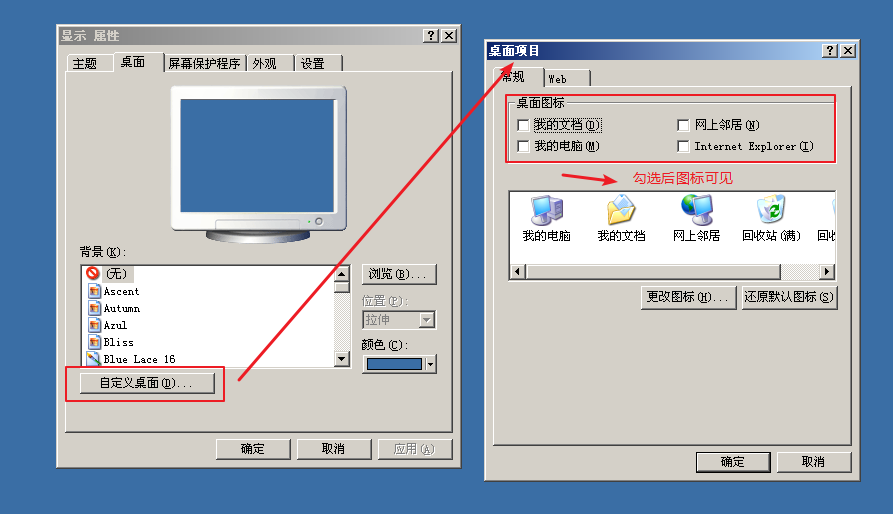 显示 属性
主题 桌面 屏幕保护程序 外观 设置
背景(K):
(无)
Ascent
Autumn
Azul
Bliss
Blue Lace 16
浏览(B)...
位置(P):
拉伸
颜色(C):
自定义桌面(D)...
确定 取消 应用(A)
桌面项目
常规 Web
桌面图标
我的文档(D) 网上邻居(N)
我的电脑(M) Internet Explorer(I)
勾选后图标可见
我的电脑 我的文档 网上邻居 回收站(满) 回收
更改图标(H)... 还原默认图标(S)
确定 取消